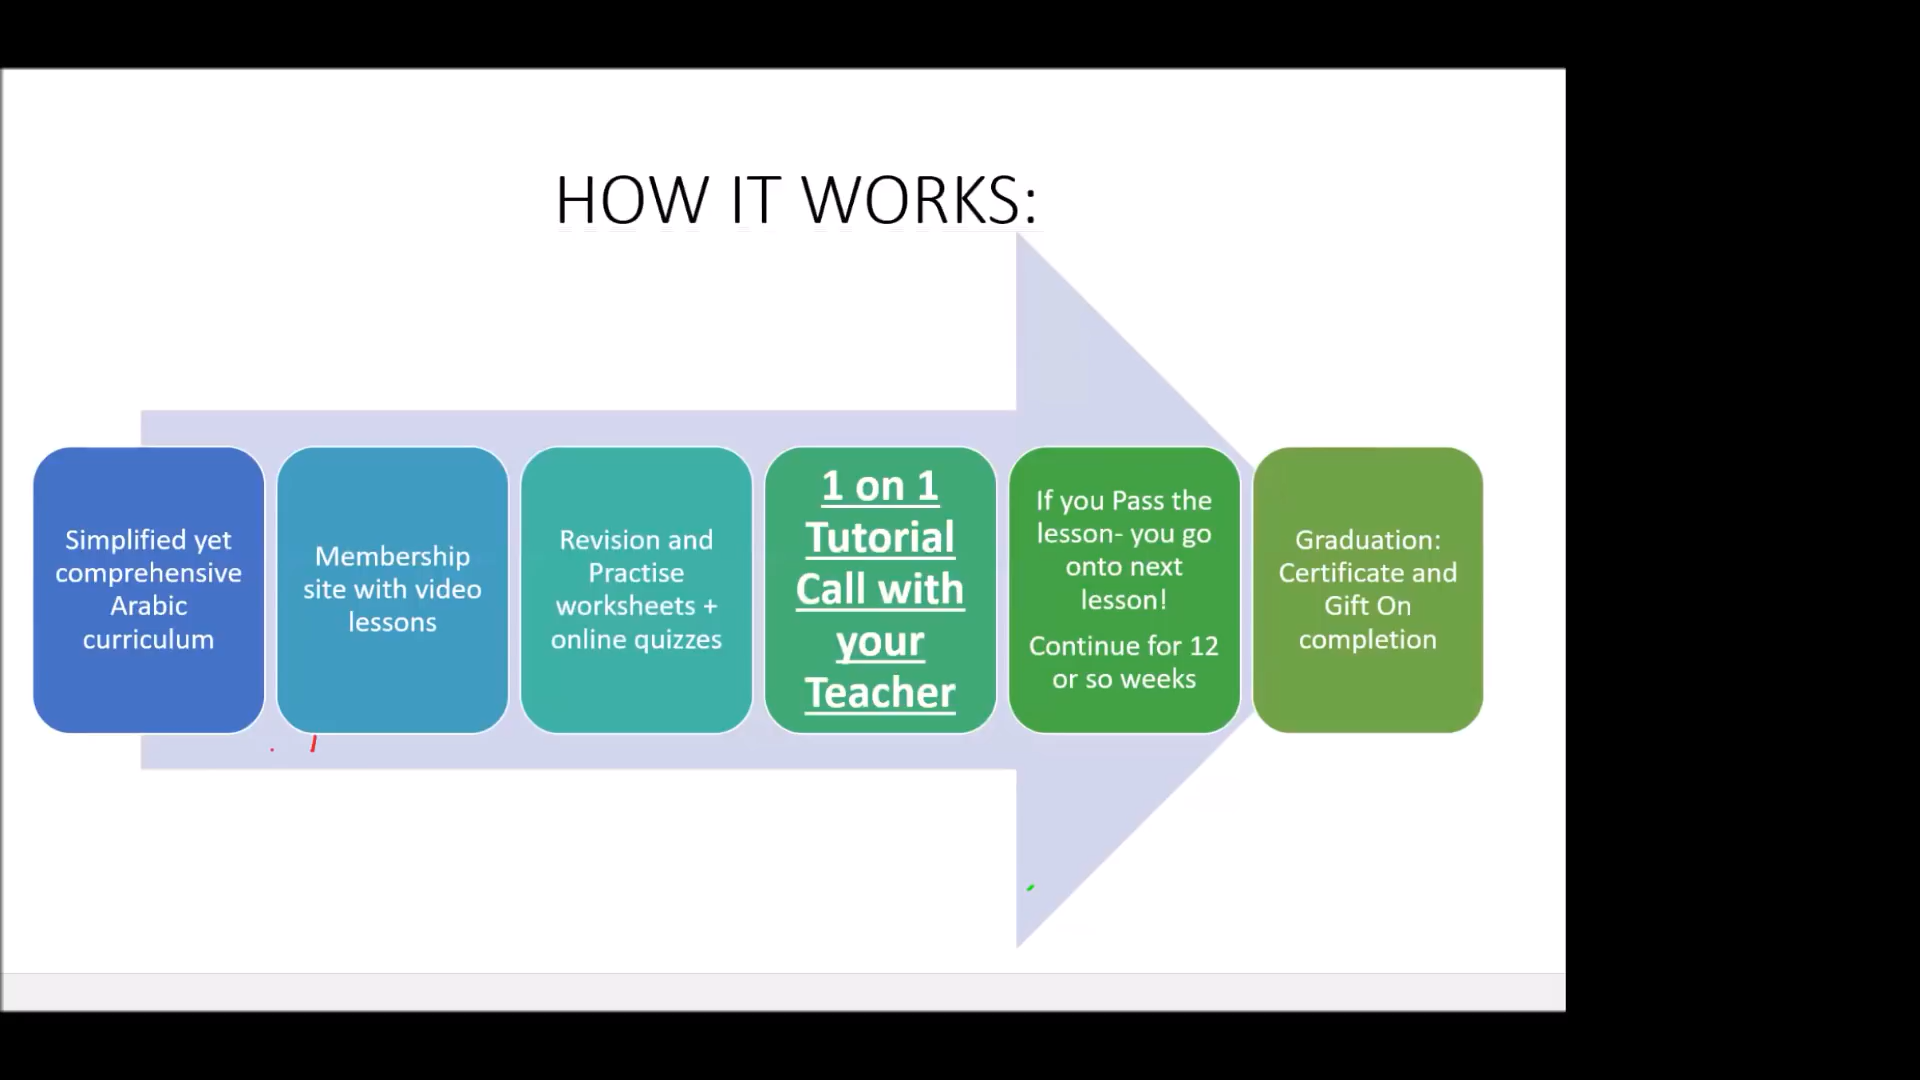 HOW IT WORKS:
Simplified yet
comprehensive
Arabic
curriculum
Membership
site with video
lessons
Revision and
Practise
worksheets +
online quizzes
1 on 1
Tutorial
Call with
your
Teacher
If you Pass the
lesson- you go
onto next
lesson!
Continue for 12
or so weeks
Graduation:
Certificate and
Gift On
completion